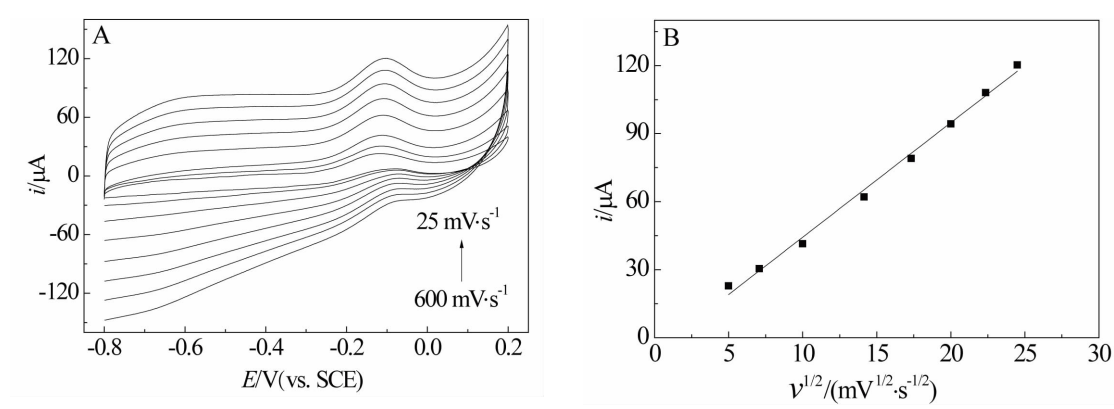 A
120
60
0
-60
-120
i/μA
25 mV·s⁻¹
600 mV·s⁻¹
-0.8 -0.6 -0.4 -0.2 0.0 0.2
E/V(vs. SCE)
B
120
90
60
30
0
i/μA
0 5 10 15 20 25 30
ν¹/²/(mV¹/²·s⁻¹/²)